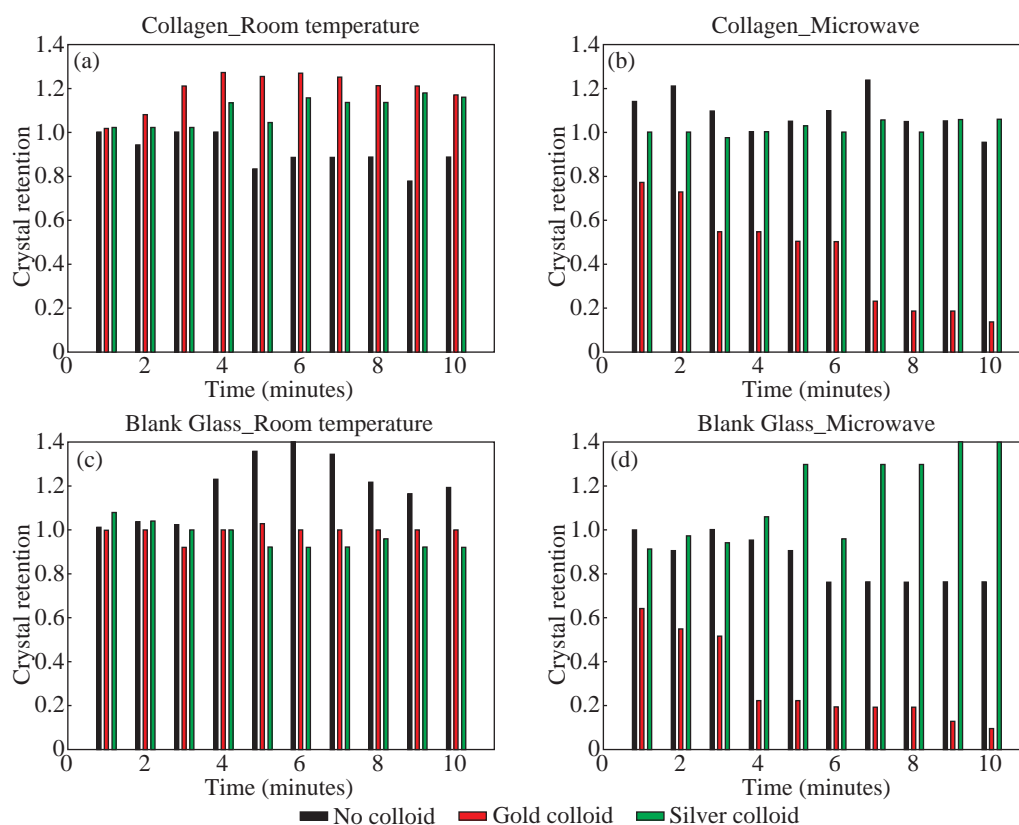 Collagen_Room temperature
(a)
1.4
1.2
1.0
0.8
0.6
0.4
0.2
0
Crystal retention
0 2 4 6 8 10
Time (minutes)
Collagen_Microwave
(b)
1.4
1.2
1.0
0.8
0.6
0.4
0.2
0
Crystal retention
0 2 4 6 8 10
Time (minutes)
Blank Glass_Room temperature
(c)
1.4
1.2
1.0
0.8
0.6
0.4
0.2
0
Crystal retention
0 2 4 6 8 10
Time (minutes)
Blank Glass_Microwave
(d)
1.4
1.2
1.0
0.8
0.6
0.4
0.2
0
Crystal retention
0 2 4 6 8 10
Time (minutes)
No colloid Gold colloid Silver colloid